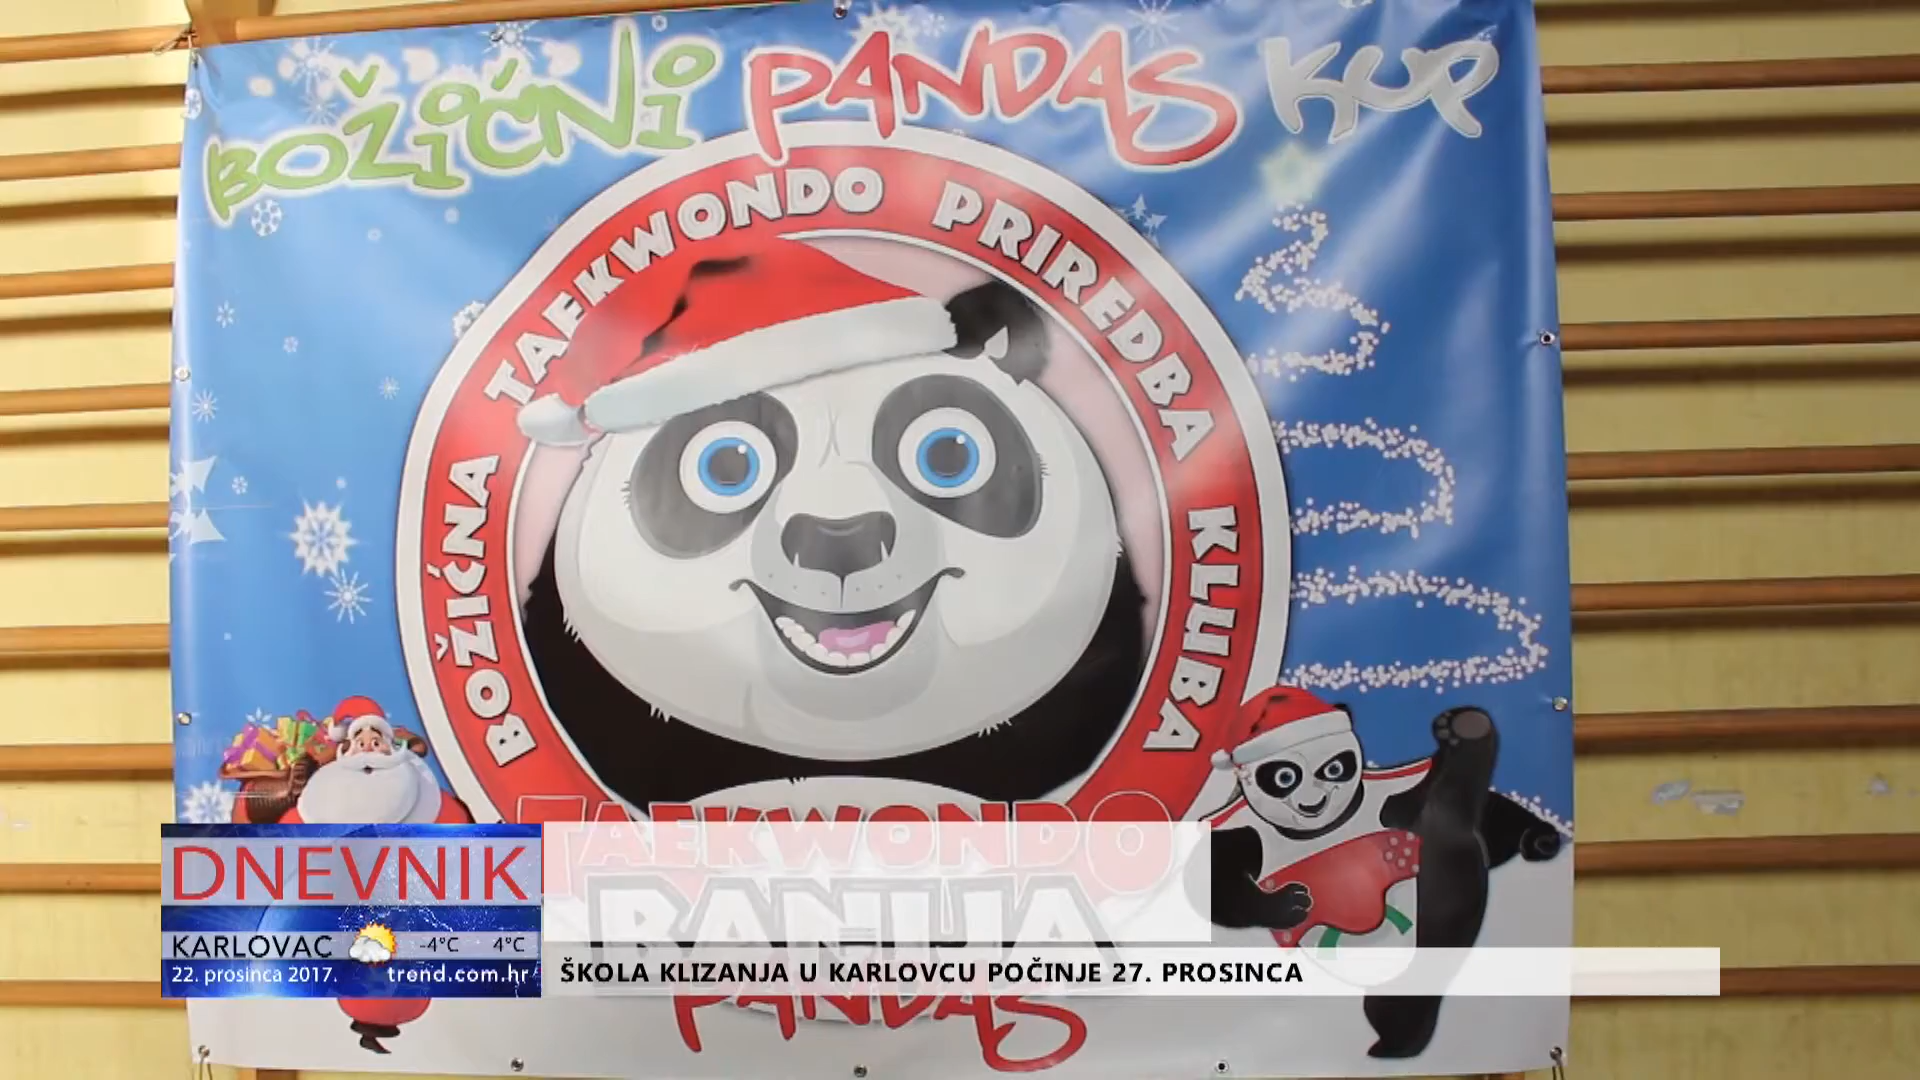 BOŽIĆNI PANDAS KUP
BOŽIĆNA TAEKWONDO PRIREDBA KLUBA
TAEKWONDO
BANIJA
PANDAS
DNEVNIK
KARLOVAC -4°C 4°C
22. prosinca 2017. trend.com.hr
ŠKOLA KLIZANJA U KARLOVCU POČINJE 27. PROSINCA